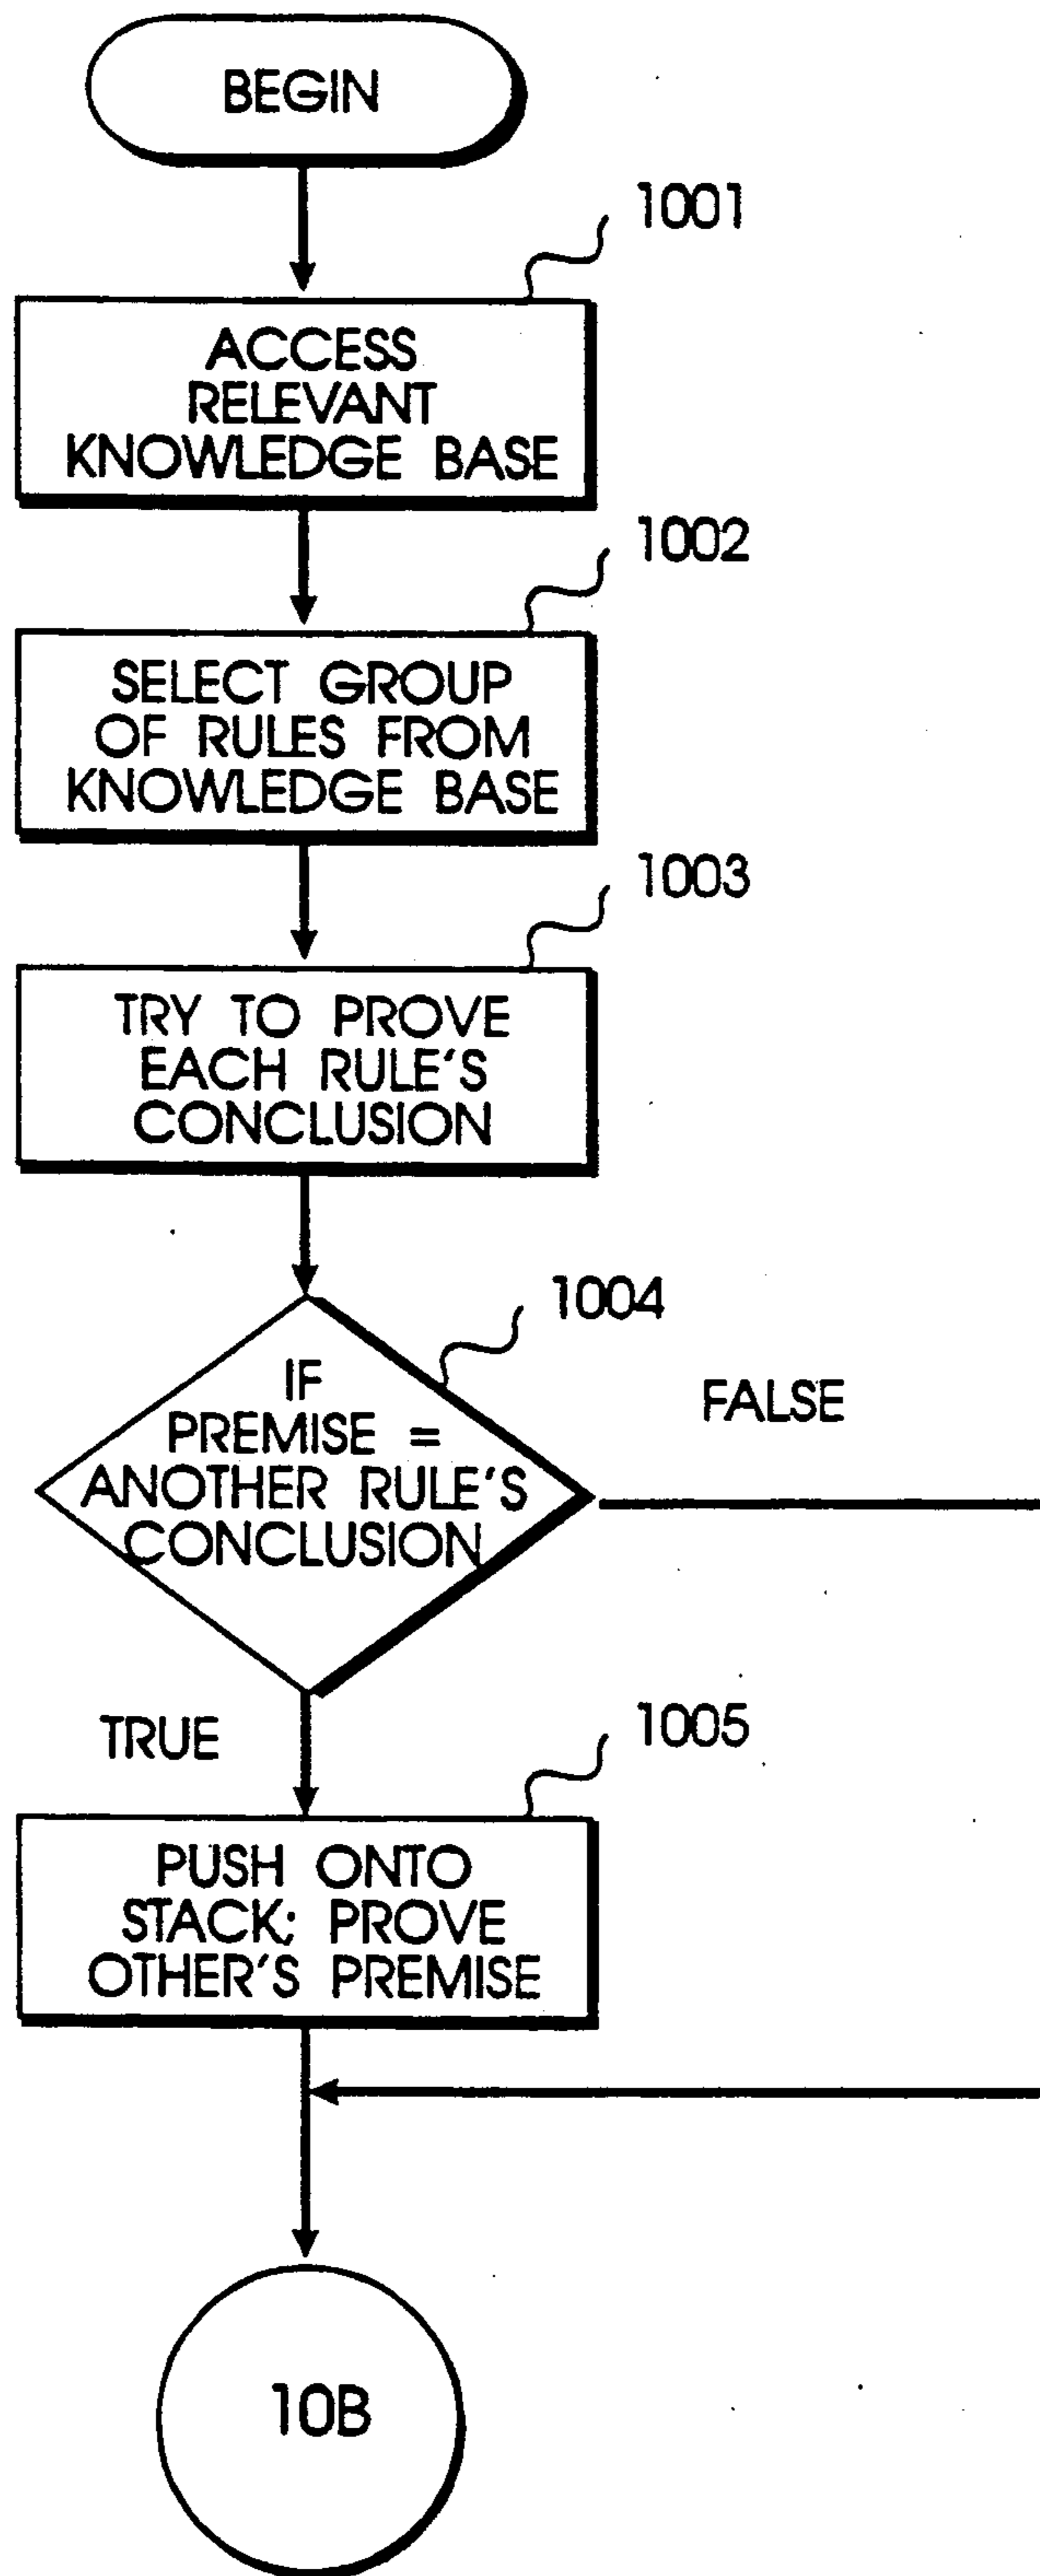 BEGIN
1001
ACCESS
RELEVANT
KNOWLEDGE BASE
1002
SELECT GROUP
OF RULES FROM
KNOWLEDGE BASE
1003
TRY TO PROVE
EACH RULE'S
CONCLUSION
1004
IF
PREMISE =
ANOTHER RULE'S
CONCLUSION
FALSE
TRUE
1005
PUSH ONTO
STACK; PROVE
OTHER'S PREMISE
10B